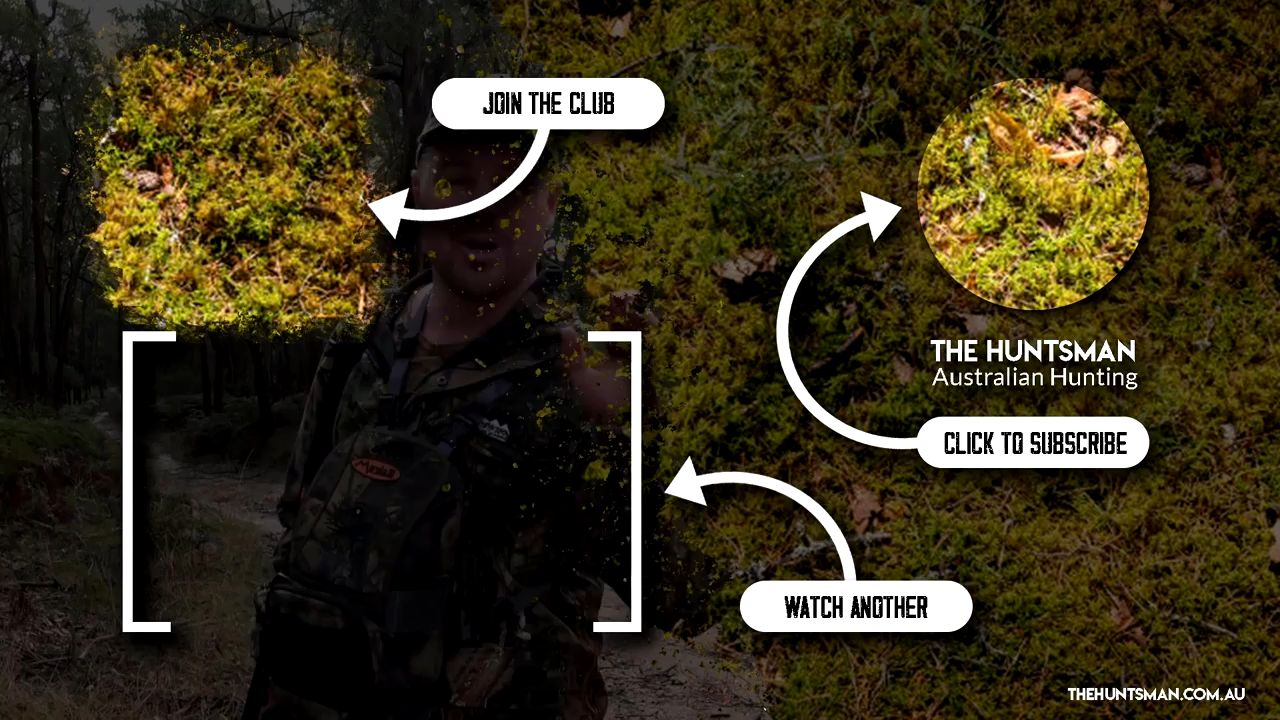 JOIN THE CLUB
THE HUNTSMAN
Australian Hunting
CLICK TO SUBSCRIBE
WATCH ANOTHER
THEHUNTSMAN.COM.AU